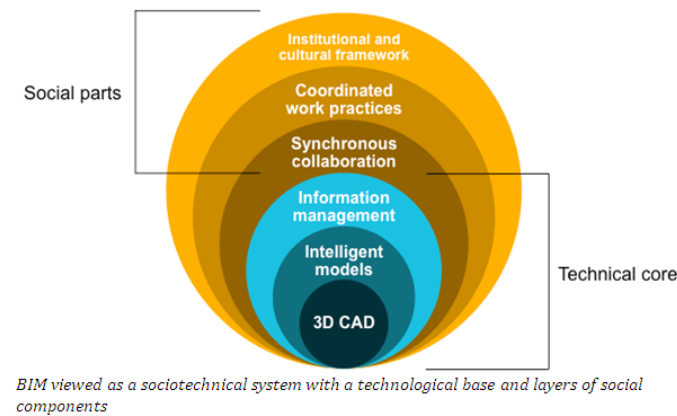 Institutional and
cultural framework
Social parts
Coordinated
work practices
Synchronous
collaboration
Information
management
Intelligent
models
Technical core
3D CAD
BIM viewed as a sociotechnical system with a technological base and layers of social
components